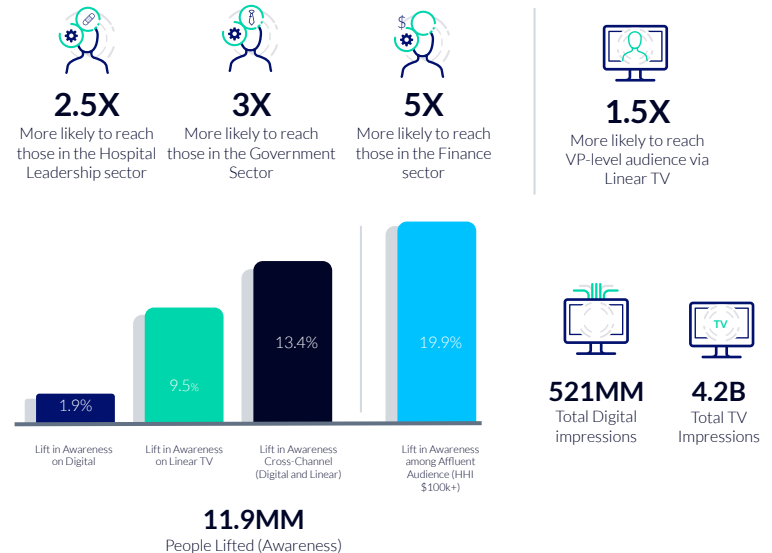 $
2.5X
More likely to reach
those in the Hospital
Leadership sector
3X
More likely to reach
those in the Government
Sector
5X
More likely to reach
those in the Finance
sector
1.5X
More likely to reach
VP-level audience via
Linear TV
1.9%
9.5%
13.4%
19.9%
Lift in Awareness
on Digital
Lift in Awareness
on Linear TV
Lift in Awareness
Cross-Channel
(Digital and Linear)
Lift in Awareness
among Affluent
Audience (HHI
$100k+)
11.9MM
People Lifted (Awareness)
521MM
Total Digital
impressions
TV
4.2B
Total TV
Impressions